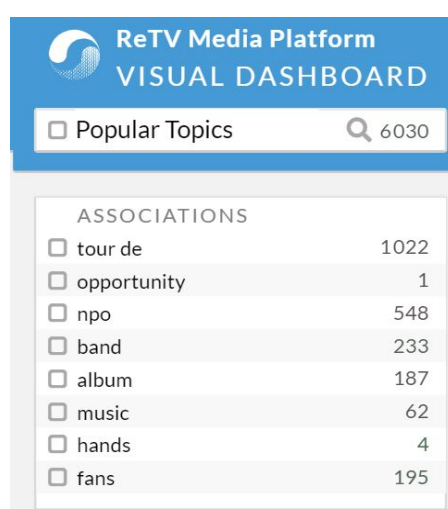 ReTV Media Platform
VISUAL DASHBOARD
Popular Topics 6030
ASSOCIATIONS
tour de 1022
opportunity 1
npo 548
band 233
album 187
music 62
hands 4
fans 195